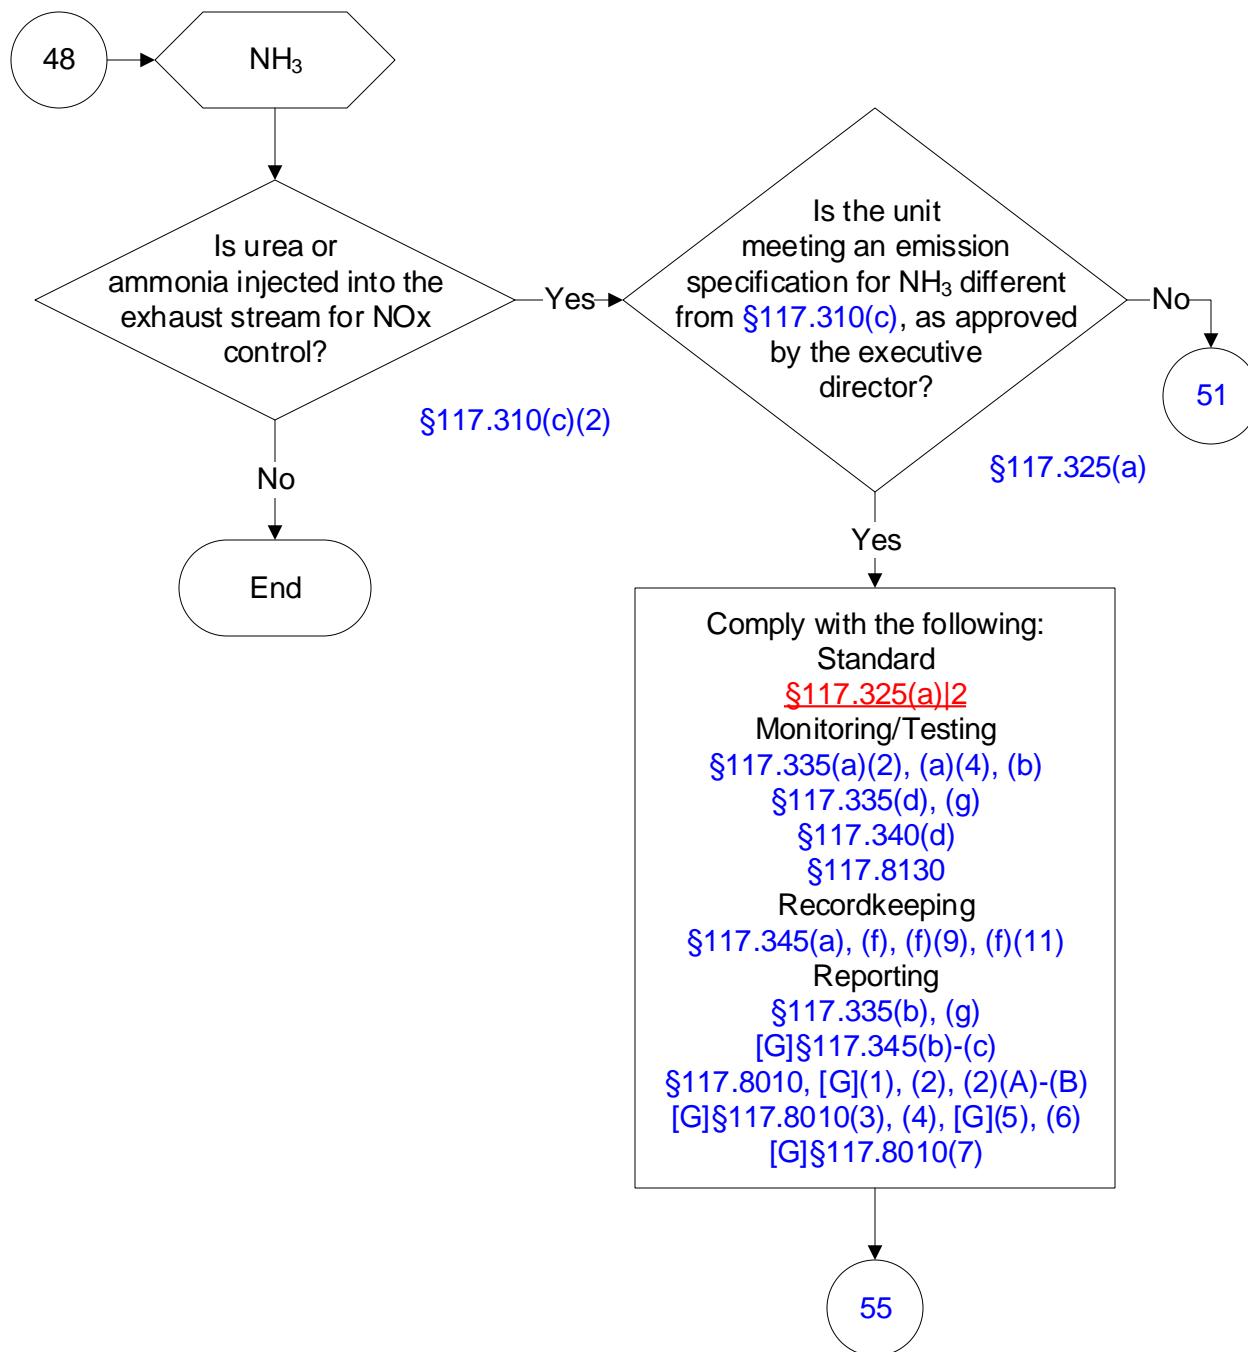 48
NH₃
Is urea or
ammonia injected into the
exhaust stream for NOx
control?
Yes
§117.310(c)(2)
No
End
Is the unit
meeting an emission
specification for NH₃ different
from §117.310(c), as approved
by the executive
director?
No
51
§117.325(a)
Yes
Comply with the following:
Standard
§117.325(a)|2
Monitoring/Testing
§117.335(a)(2), (a)(4), (b)
§117.335(d), (g)
§117.340(d)
§117.8130
Recordkeeping
§117.345(a), (f), (f)(9), (f)(11)
Reporting
§117.335(b), (g)
[G]§117.345(b)-(c)
§117.8010, [G](1), (2), (2)(A)-(B)
[G]§117.8010(3), (4), [G](5), (6)
[G]§117.8010(7)
55